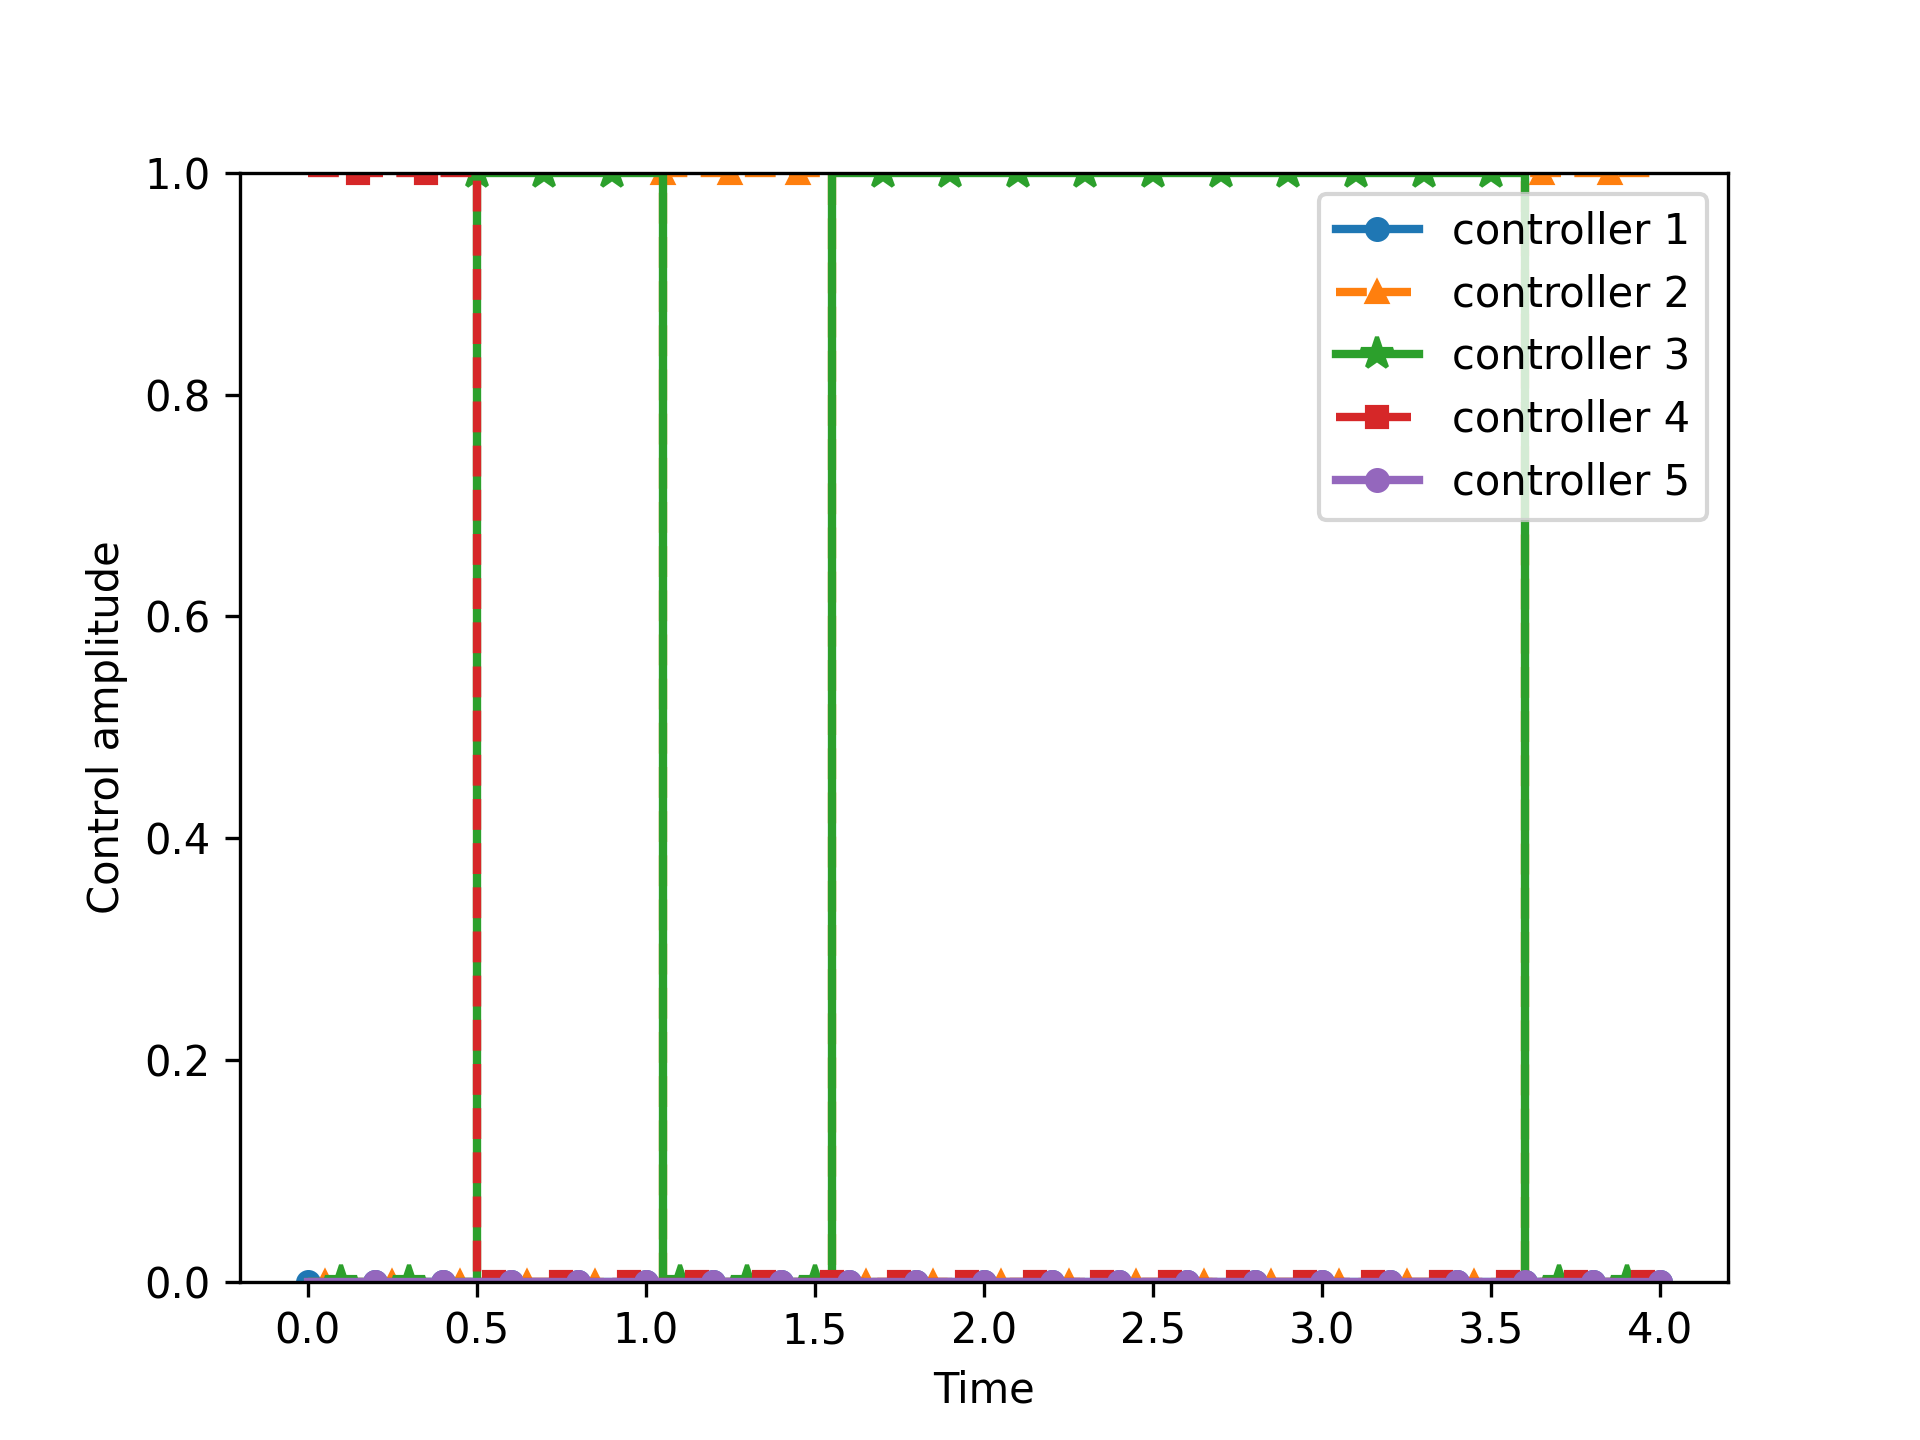 1.0
0.8
0.6
0.4
0.2
0.0
Control amplitude
controller 1
controller 2
controller 3
controller 4
controller 5
0.0 0.5 1.0 1.5 2.0 2.5 3.0 3.5 4.0
Time